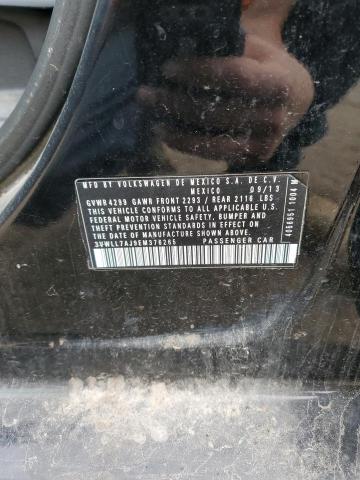 MFD BY VOLKSWAGEN DE MEXICO S.A. DE C.V.
MEXICO 09/13
GVWR 4299 GAWR FRONT 2293 / REAR 2116 LBS
THIS VEHICLE CONFORMS TO ALL APPLICABLE U.S.
FEDERAL MOTOR VEHICLE SAFETY, BUMPER AND
THEFT PREVENTION STANDARDS IN EFFECT ON THE
DATE OF MANUFACTURE SHOWN ABOVE.
3VWLL7AJ9EM376265 PASSENGER CAR
4066951 1004 M